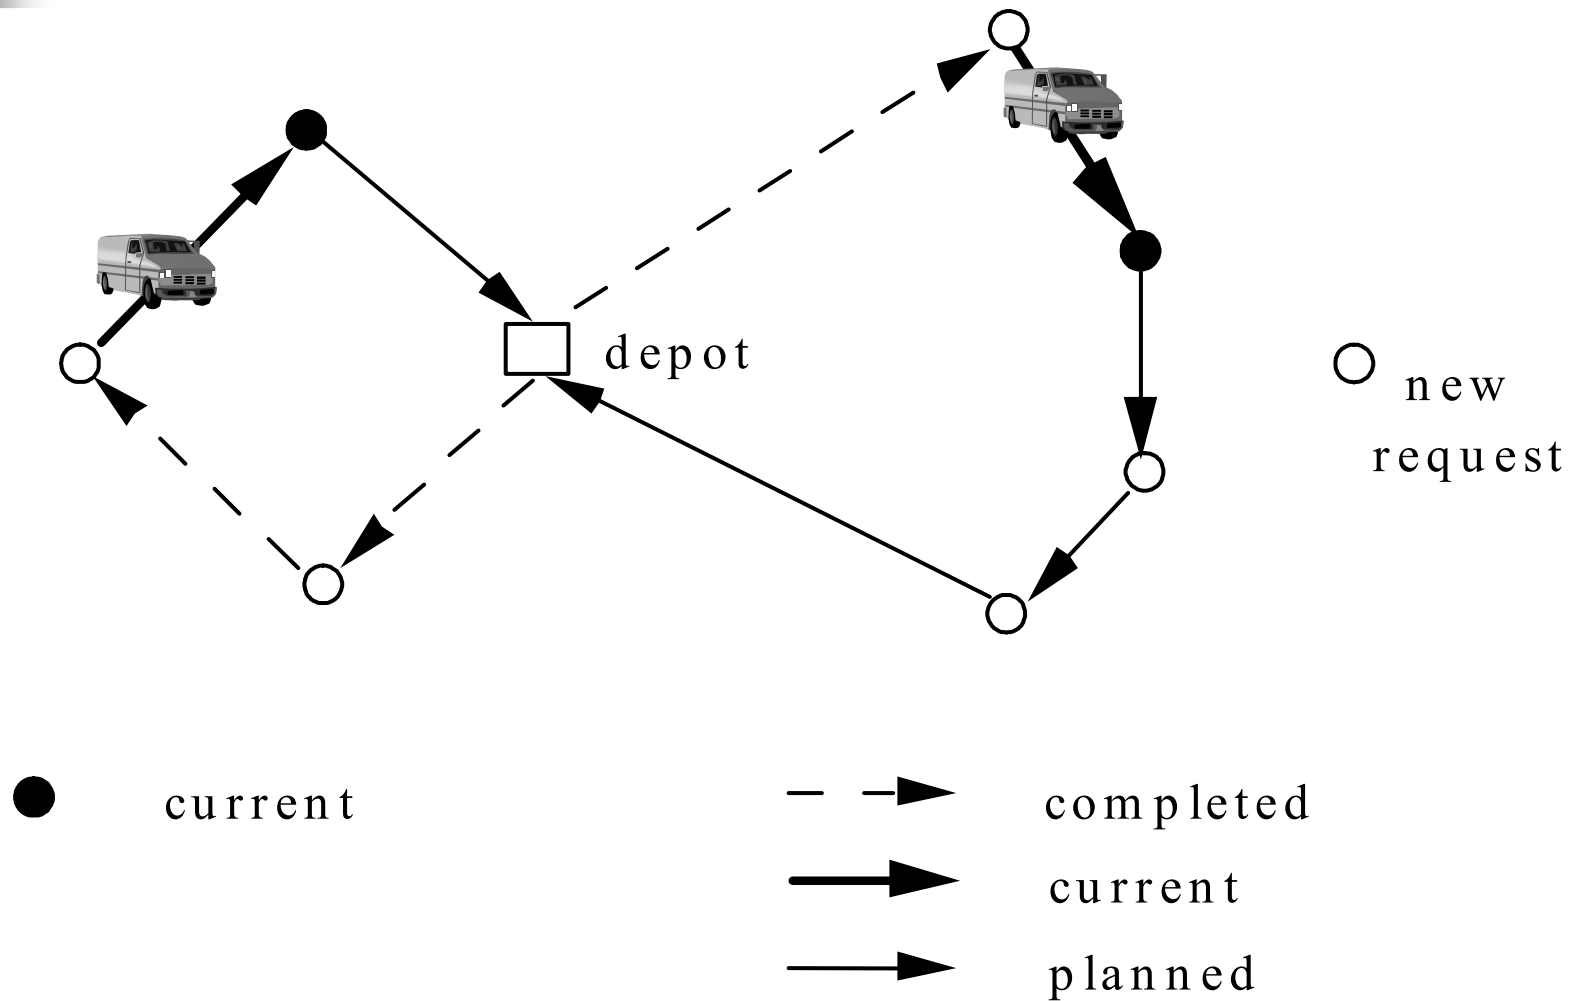 depot
new
request
current
completed
current
planned